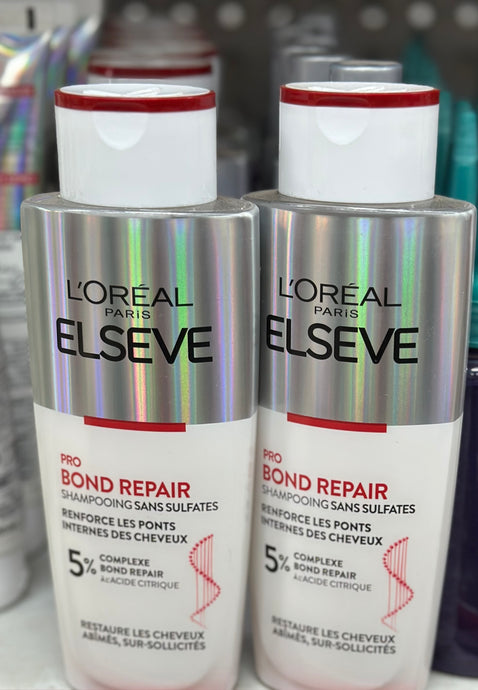 L'ORÉAL
PARIS
ELSEVE
PRO
BOND REPAIR
SHAMPOOING SANS SULFATES
RENFORCE LES PONTS
INTERNES DES CHEVEUX
5% COMPLEXE
BOND REPAIR
À L'ACIDE CITRIQUE
RESTAURE LES CHEVEUX
ABÎMÉS, SUR-SOLLICITÉS
L'ORÉAL
PARIS
ELSEVE
PRO
BOND REPAIR
SHAMPOOING SANS SULFATES
RENFORCE LES PONTS
INTERNES DES CHEVEUX
5% COMPLEXE
BOND REPAIR
À L'ACIDE CITRIQUE
RESTAURE LES CHEVEUX
ABÎMÉS, SUR-SOLLICITÉS